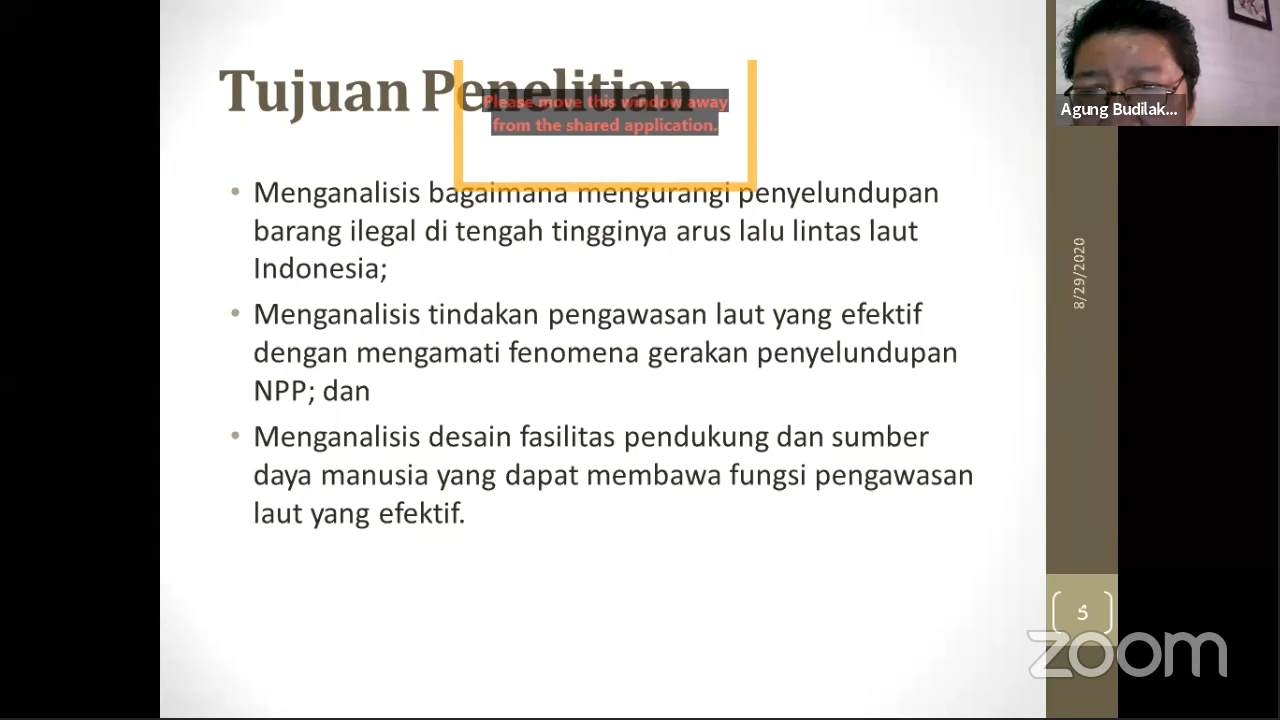 Tujuan Penelitian
Please move this window away
from the shared application.
• Menganalisis bagaimana mengurangi penyelundupan
barang ilegal di tengah tingginya arus lalu lintas laut
Indonesia;
• Menganalisis tindakan pengawasan laut yang efektif
dengan mengamati fenomena gerakan penyelundupan
NPP; dan
• Menganalisis desain fasilitas pendukung dan sumber
daya manusia yang dapat membawa fungsi pengawasan
laut yang efektif.
Agung Budilak...
8/29/2020
5
zoom